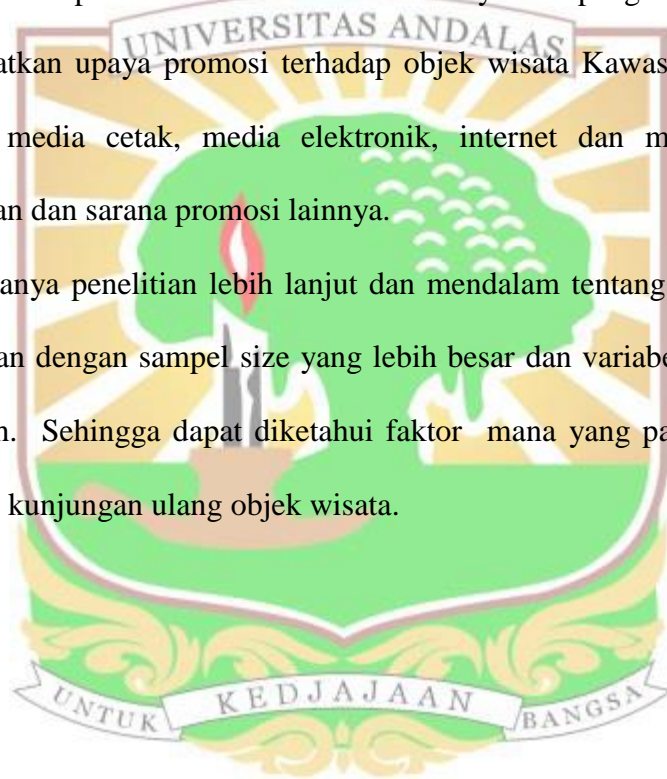 UNIVERSITAS ANDALAS
atkan upaya promosi terhadap objek wisata Kawas
media cetak, media elektronik, internet dan m
an dan sarana promosi lainnya.
anya penelitian lebih lanjut dan mendalam tentang
an dengan sampel size yang lebih besar dan variabe
n. Sehingga dapat diketahui faktor mana yang pa
kunjungan ulang objek wisata.
UNTUK KEDJAJAAN BANGSA